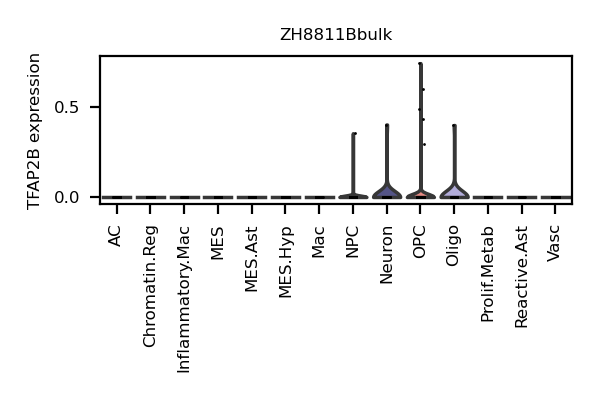 ZH8811Bbulk
TFAP2B expression
0.5
0.0
AC
Chromatin.Reg
Inflammatory.Mac
MES
MES.Ast
MES.Hyp
Mac
NPC
Neuron
OPC
Oligo
Prolif.Metab
Reactive.Ast
Vasc